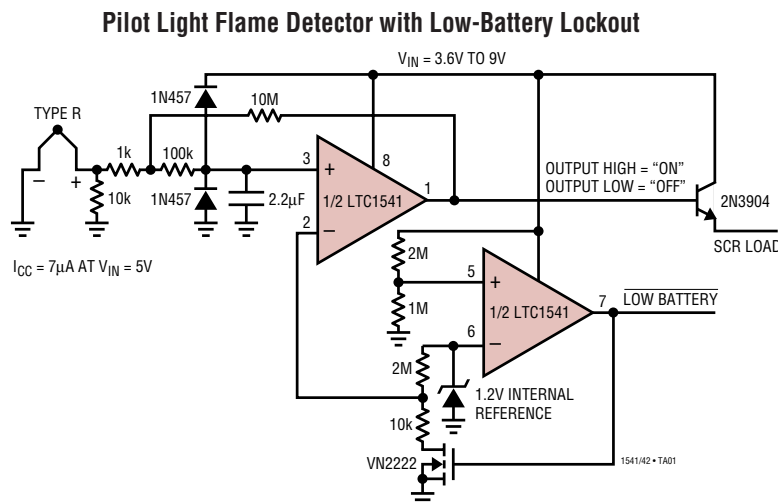 Pilot Light Flame Detector with Low-Battery Lockout
VIN = 3.6V TO 9V
1N457
10M
TYPE R
1k
100k
3
8
+
1
1/2 LTC1541
2
−
− +
10k
1N457
2.2µF
OUTPUT HIGH = “ON”
OUTPUT LOW = “OFF”
2N3904
SCR LOAD
ICC = 7µA AT VIN = 5V
2M
5
+
1M
1/2 LTC1541
7
LOW BATTERY
6
−
2M
1.2V INTERNAL
REFERENCE
10k
VN2222
1541/42 • TA01